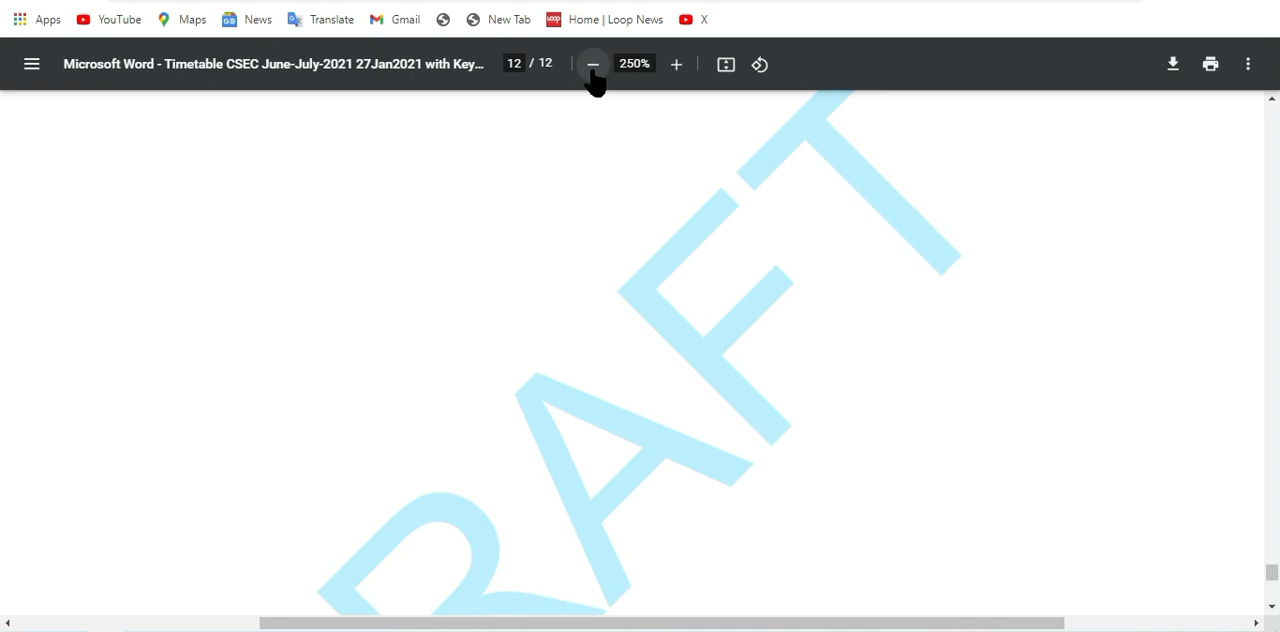 Apps YouTube Maps News Translate Gmail New Tab Home | Loop News X
Microsoft Word - Timetable CSEC June-July-2021 27Jan2021 with Key... 12 / 12 250%
RAFT